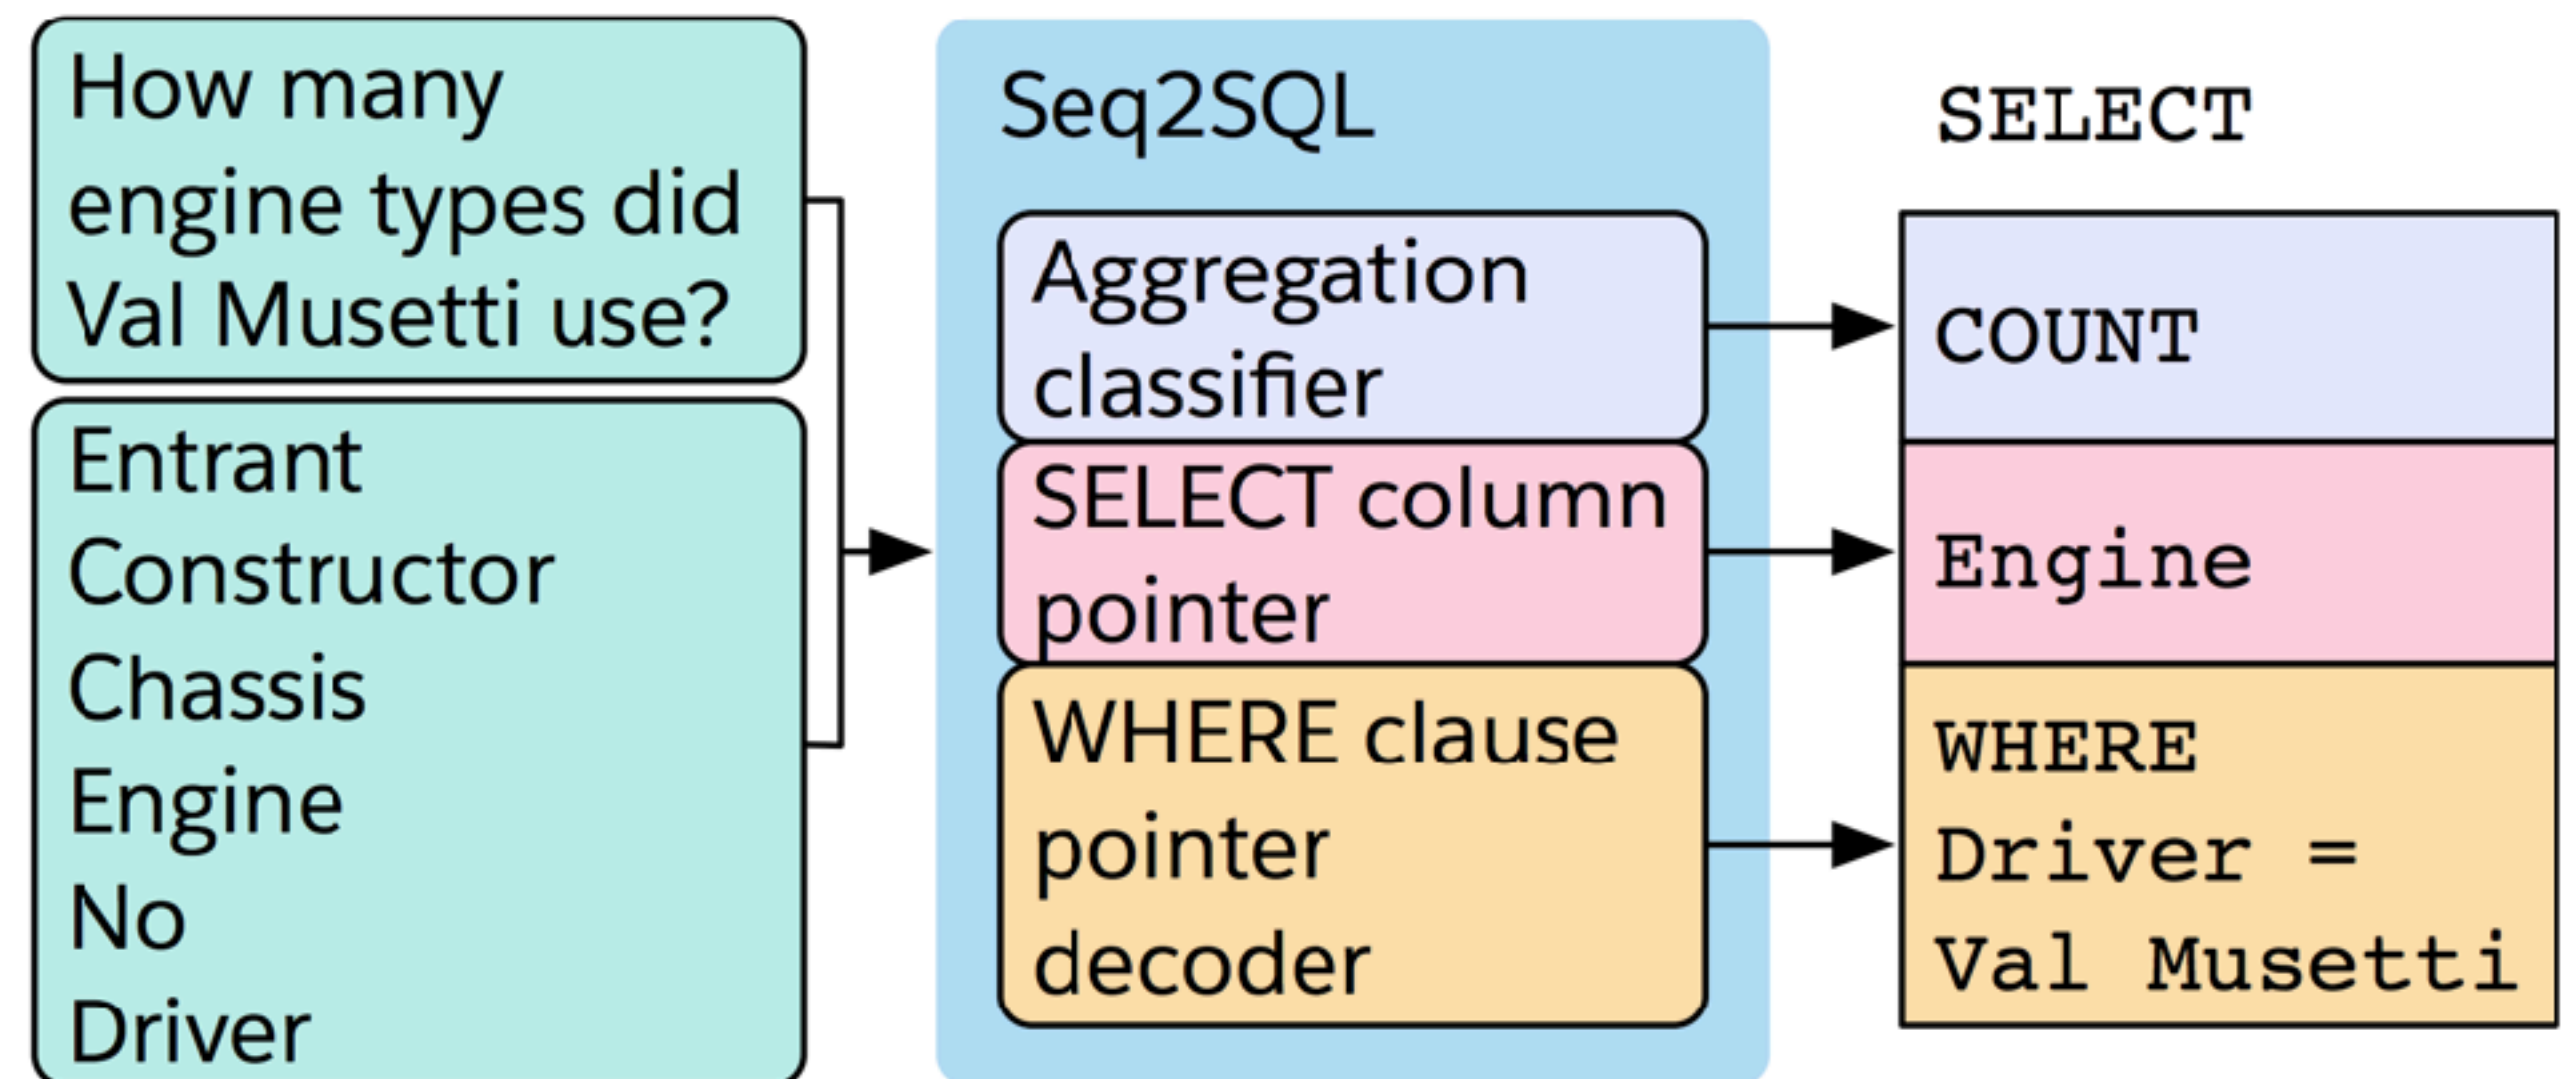 How many
engine types did
Val Musetti use?
Entrant
Constructor
Chassis
Engine
No
Driver
Seq2SQL
Aggregation
classifier
SELECT column
pointer
WHERE clause
pointer
decoder
SELECT
COUNT
Engine
WHERE
Driver =
Val Musetti